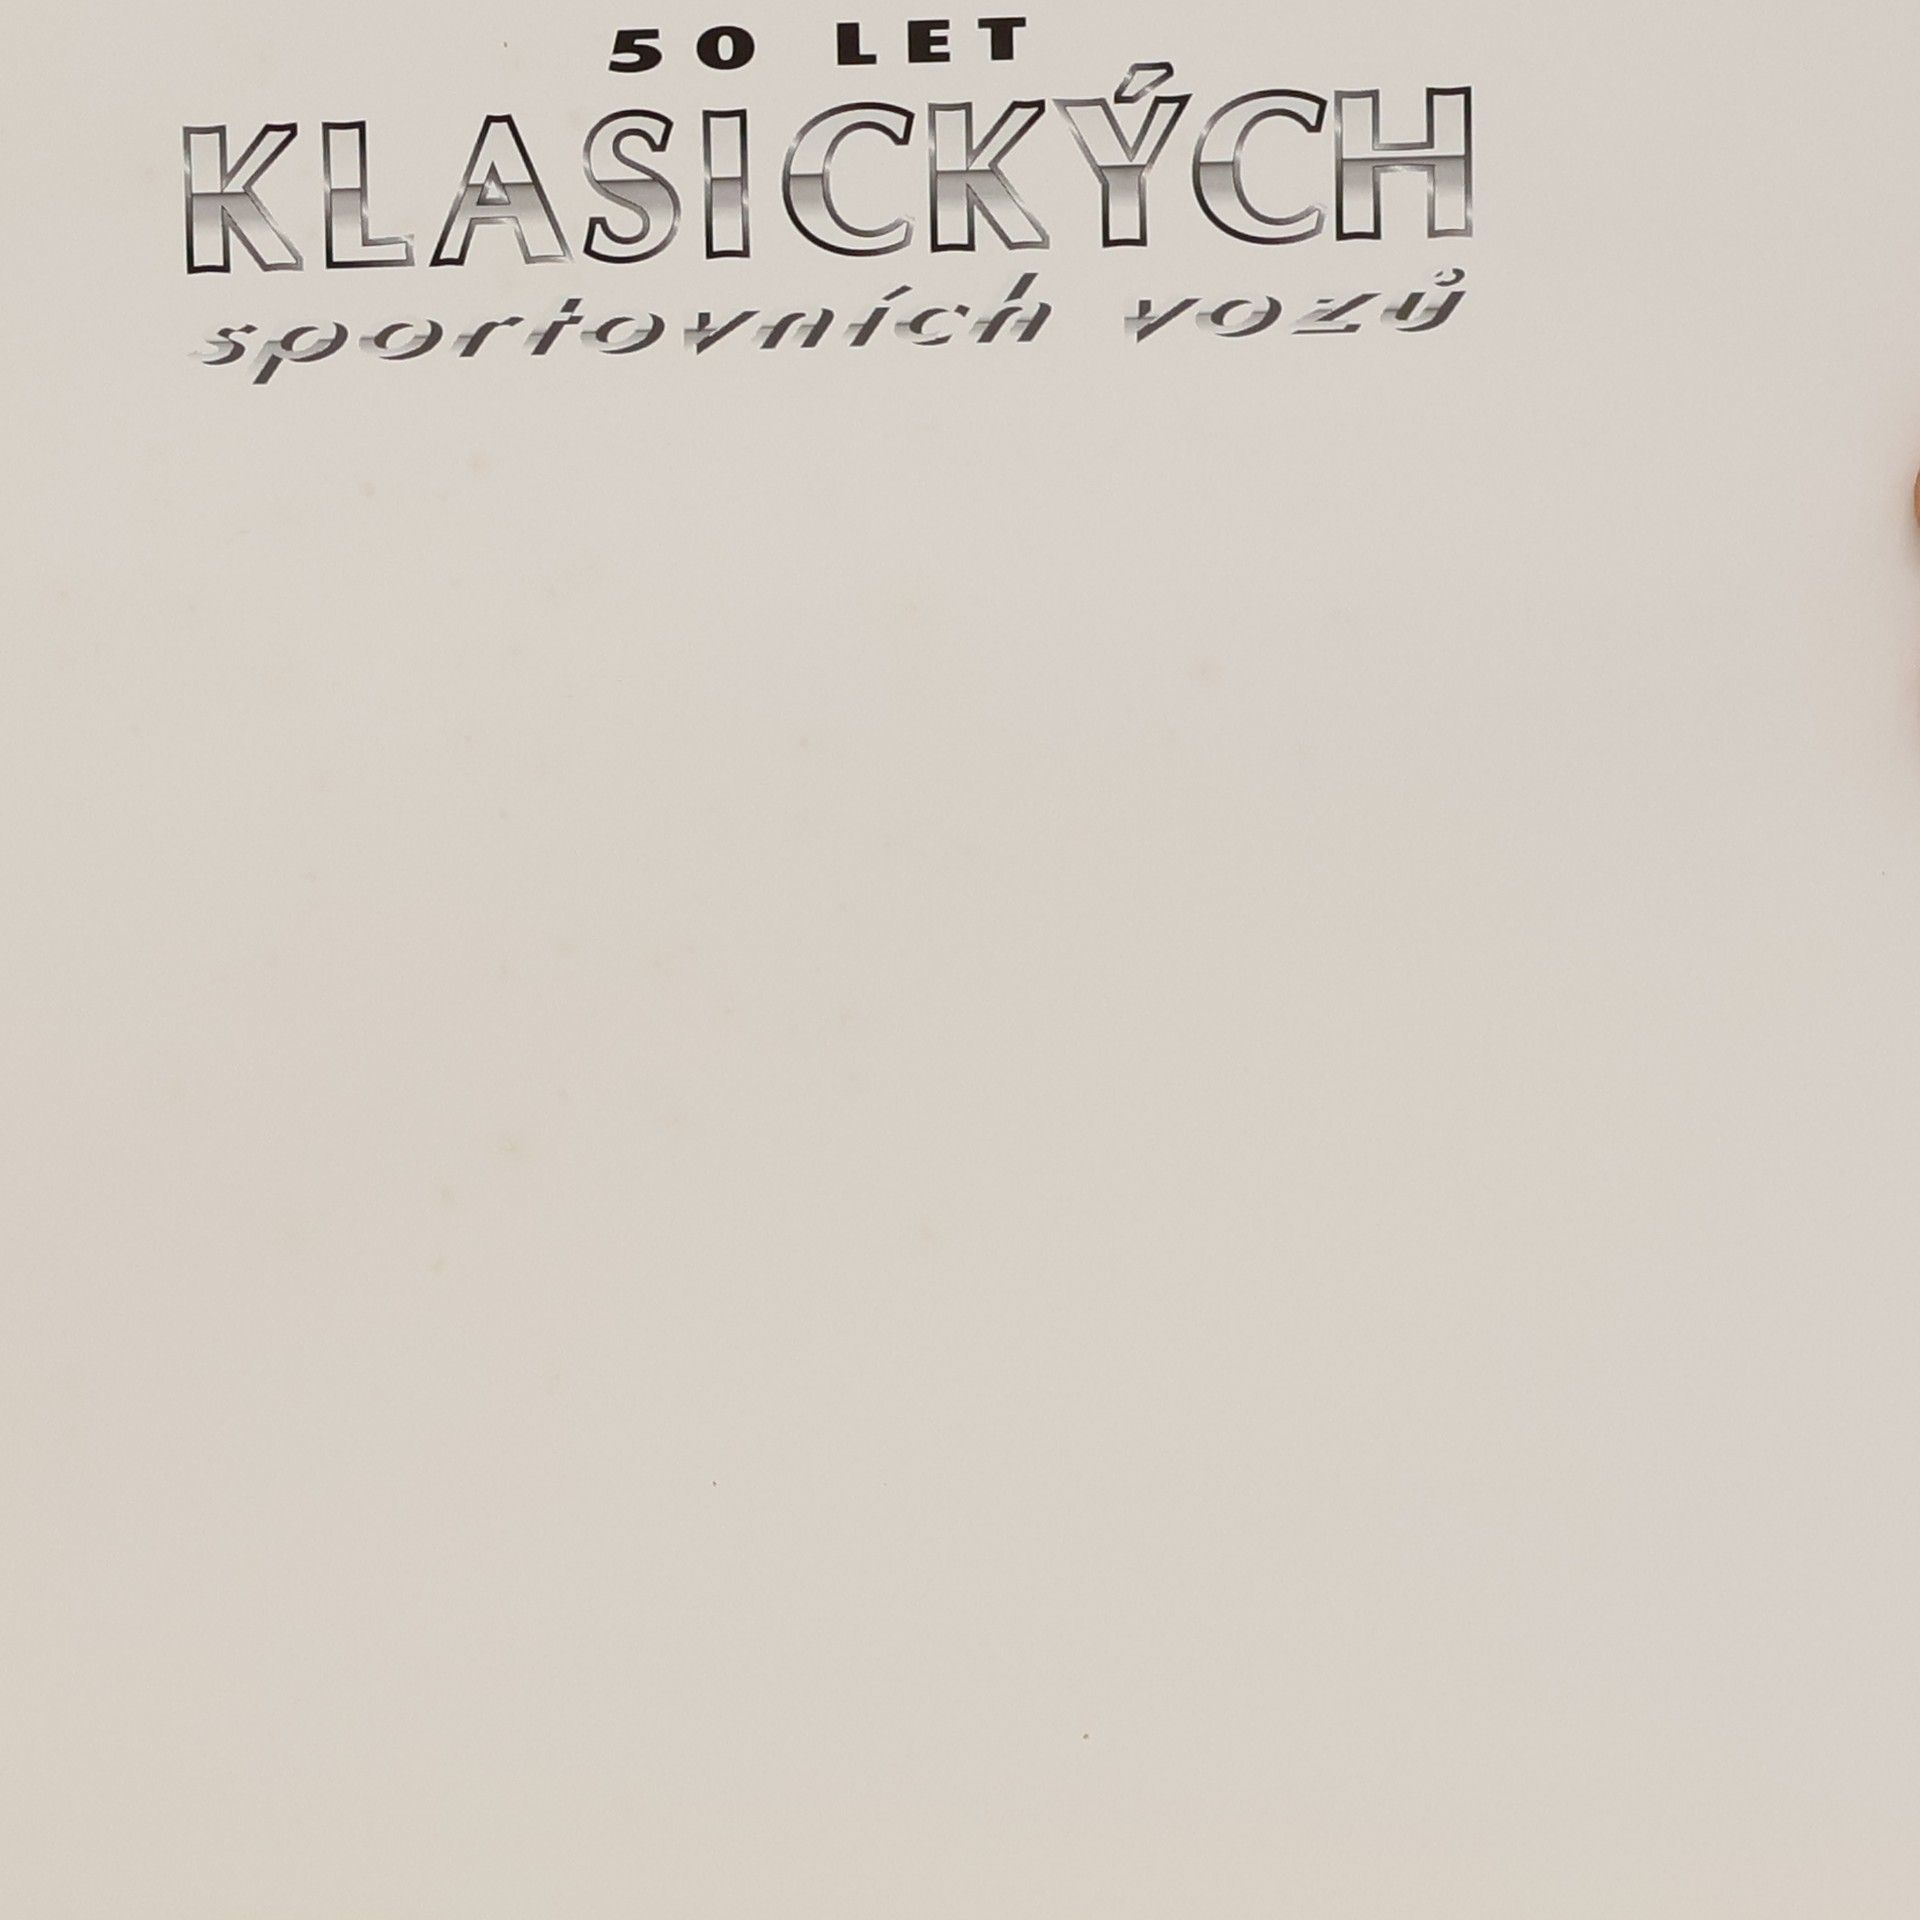 50 LET
KLASICKÝCH
sportovních vozů